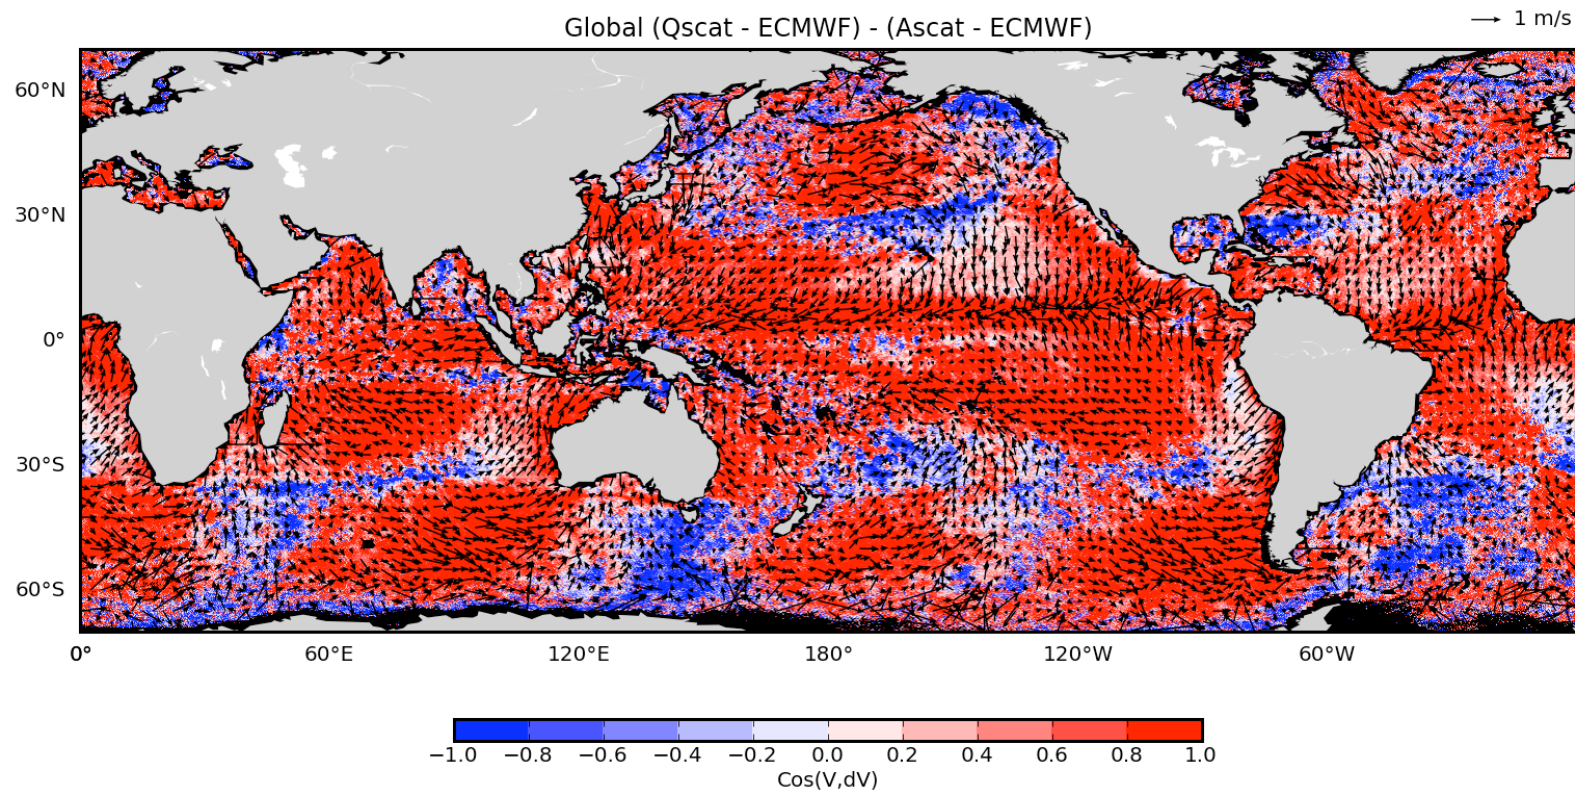 Global (Qscat - ECMWF) - (Ascat - ECMWF)
1 m/s
60°N
30°N
0°
30°S
60°S
0° 60°E 120°E 180° 120°W 60°W
−1.0 −0.8 −0.6 −0.4 −0.2 0.0 0.2 0.4 0.6 0.8 1.0
Cos(V,dV)